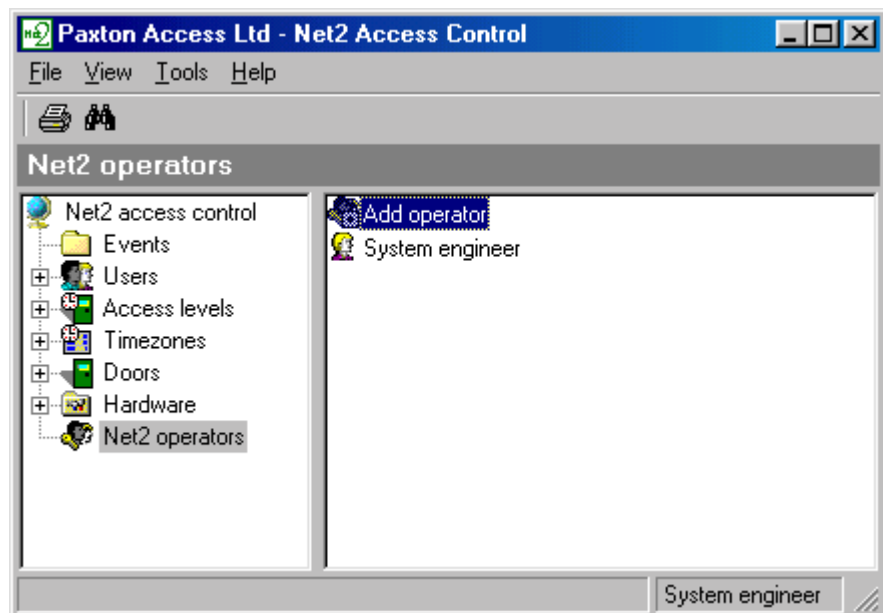 Paxton Access Ltd - Net2 Access Control
File View Tools Help
Net2 operators
Net2 access control
Events
Users
Access levels
Timezones
Doors
Hardware
Net2 operators
Add operator
System engineer
System engineer